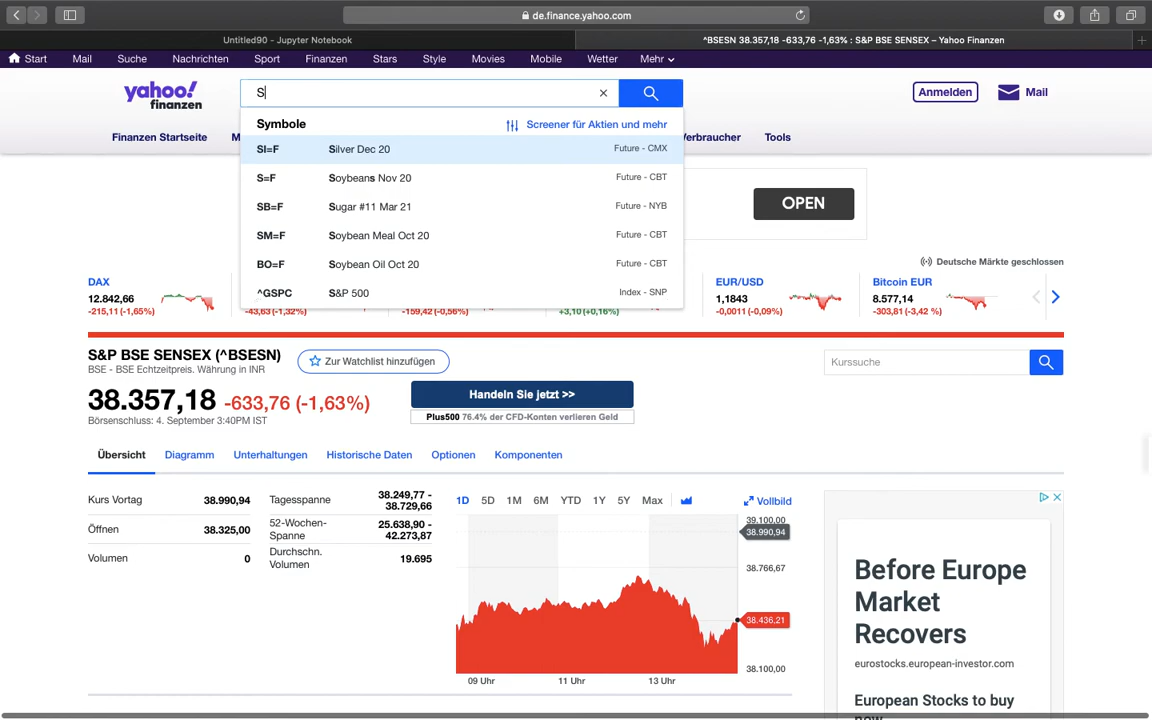 de.finance.yahoo.com
Untitled90 - Jupyter Notebook
^BSESN 38.357,18 -633,76 -1,63% : S&P BSE SENSEX – Yahoo Finanzen
Start Mail Suche Nachrichten Sport Finanzen Stars Style Movies Mobile Wetter Mehr
yahoo!
finanzen
S
Anmelden
Mail
Symbole
Screener für Aktien und mehr
Finanzen Startseite M Verbraucher Tools
SI=F Silver Dec 20 Future - CMX
S=F Soybeans Nov 20 Future - CBT
SB=F Sugar #11 Mar 21 Future - NYB
SM=F Soybean Meal Oct 20 Future - CBT
BO=F Soybean Oil Oct 20 Future - CBT
^GSPC S&P 500 Index - SNP
OPEN
Deutsche Märkte geschlossen
DAX
12.842,66
-215,11 (-1,65%)
-43,63(-1,32%)
-159,42 (-0,56%)
+3,10(+0,16%)
EUR/USD
1,1843
-0,0011 (-0,09%)
Bitcoin EUR
8.577,14
-303,81 (-3,42 %)
S&P BSE SENSEX (^BSESN)
BSE - BSE Echtzeitpreis. Währung in INR
Zur Watchlist hinzufügen
Kurssuche
38.357,18 -633,76 (-1,63%)
Börsenschluss: 4. September 3:40PM IST
Handeln Sie jetzt >>
Plus500 76.4% der CFD-Konten verlieren Geld
Übersicht Diagramm Unterhaltungen Historische Daten Optionen Komponenten
Kurs Vortag 38.990,94
Öffnen 38.325,00
Volumen 0
Tagesspanne 38.249,77 -
38.729,66
52-Wochen-
Spanne 25.638,90 -
42.273,87
Durchschn.
Volumen 19.695
1D 5D 1M 6M YTD 1Y 5Y Max
Vollbild
39.100,00
38.990,94
38.766,67
38.436.21
38.100,00
09 Uhr 11 Uhr 13 Uhr
Before Europe
Market
Recovers
eurostocks.european-investor.com
European Stocks to buy
now